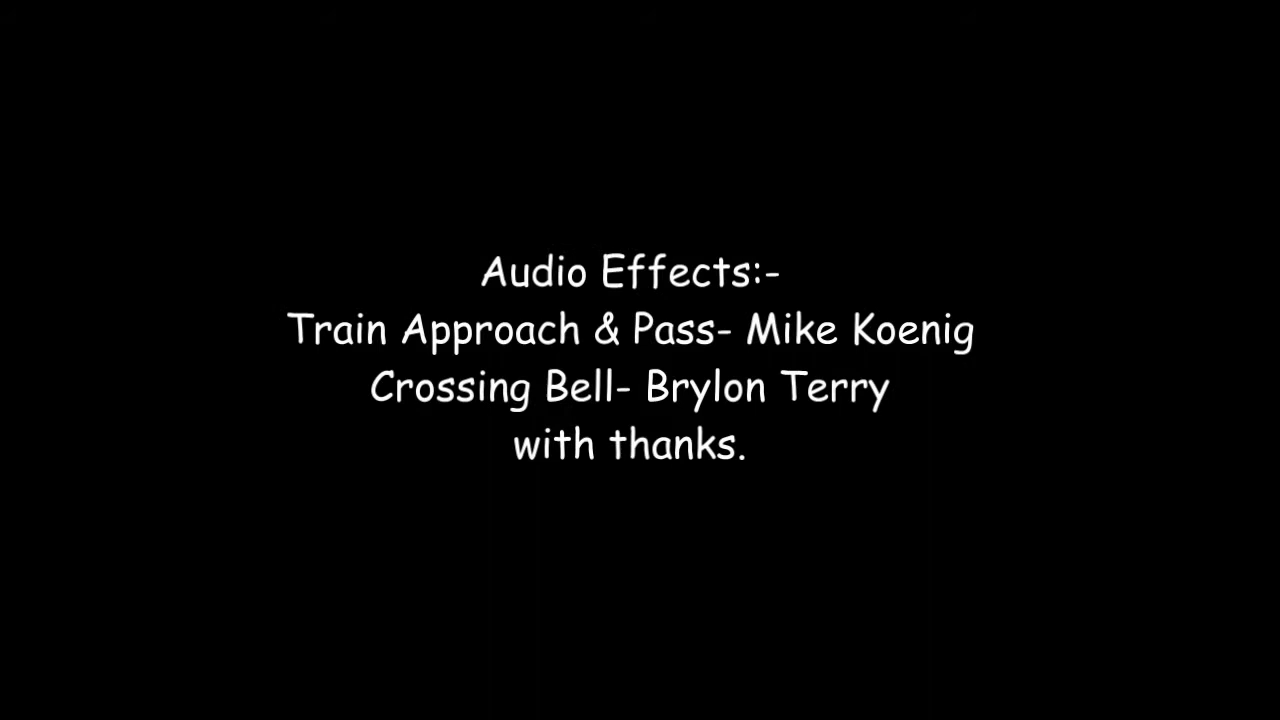 Audio Effects:-
Train Approach & Pass- Mike Koenig
Crossing Bell- Brylon Terry
with thanks.